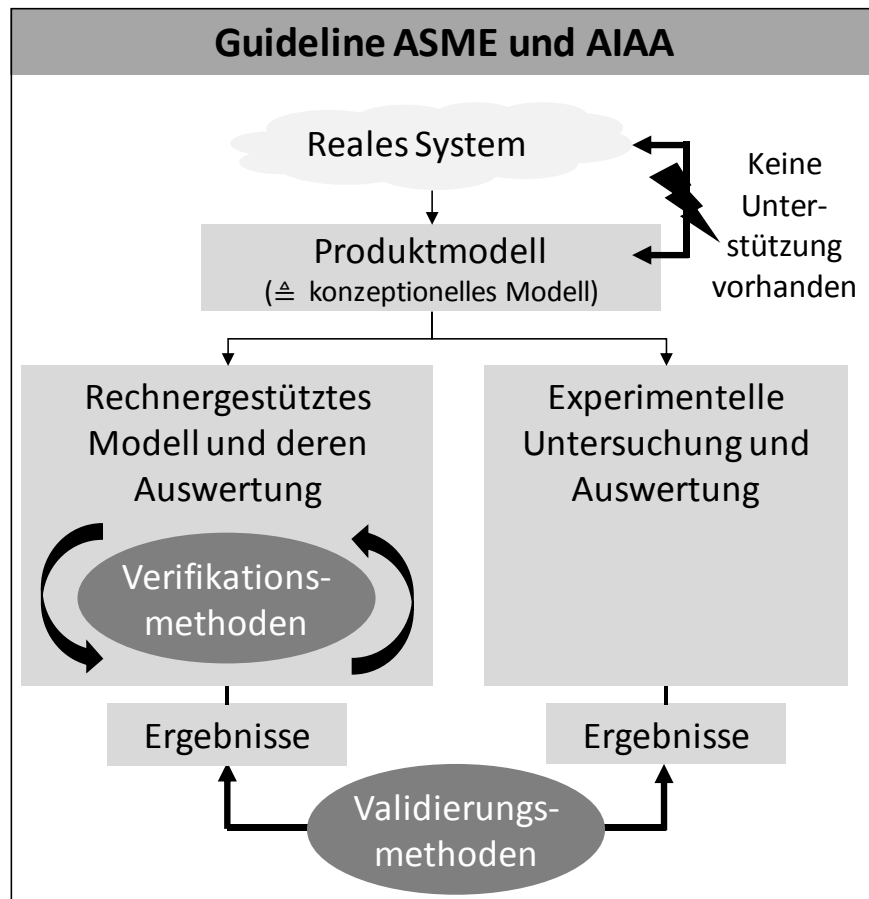 Guideline ASME und AIAA
Reales System
Keine
Unter-
stützung
vorhanden
Produktmodell
(≙ konzeptionelles Modell)
Rechnergestütztes
Modell und deren
Auswertung
Verifikations-
methoden
Experimentelle
Untersuchung und
Auswertung
Ergebnisse
Ergebnisse
Validierungs-
methoden